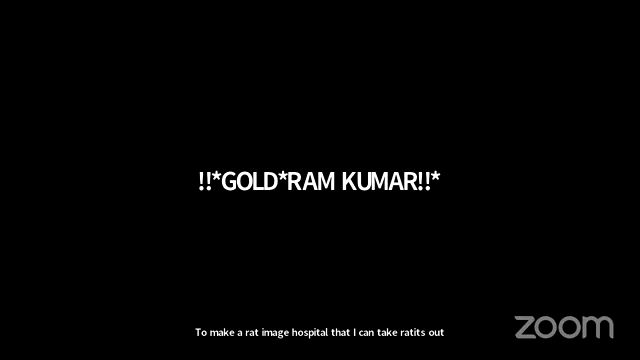 !!*GOLD*RAM KUMAR!!*
To make a rat image hospital that I can take ratits out
zoom